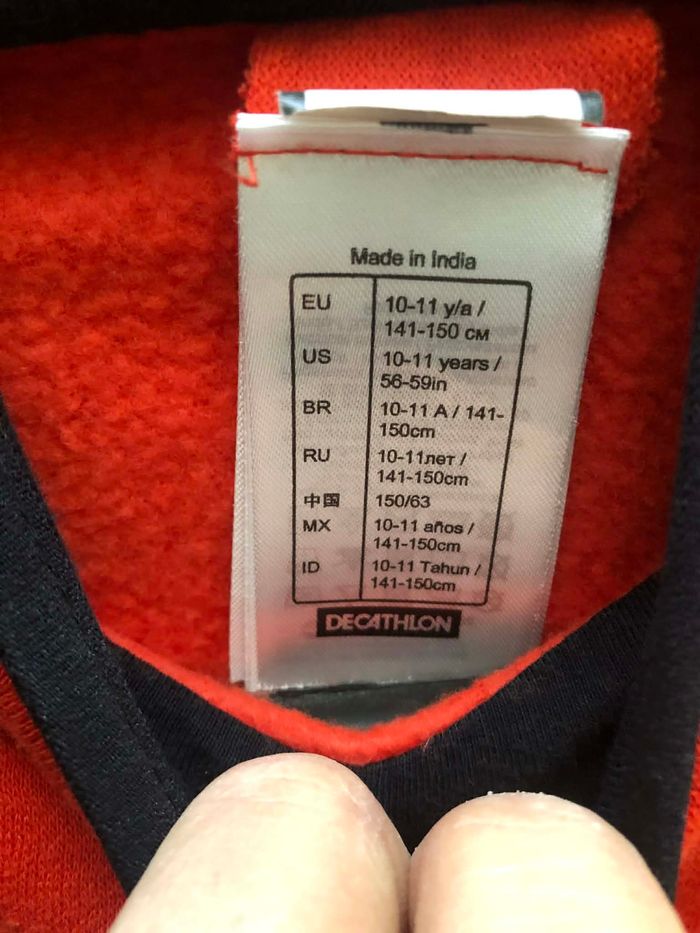 Made in India
EU 10-11 y/a /
141-150 см
US 10-11 years /
56-59in
BR 10-11 A / 141-
150cm
RU 10-11лет /
141-150cm
中国 150/63
MX 10-11 años /
141-150cm
ID 10-11 Tahun /
141-150cm
DECATHLON